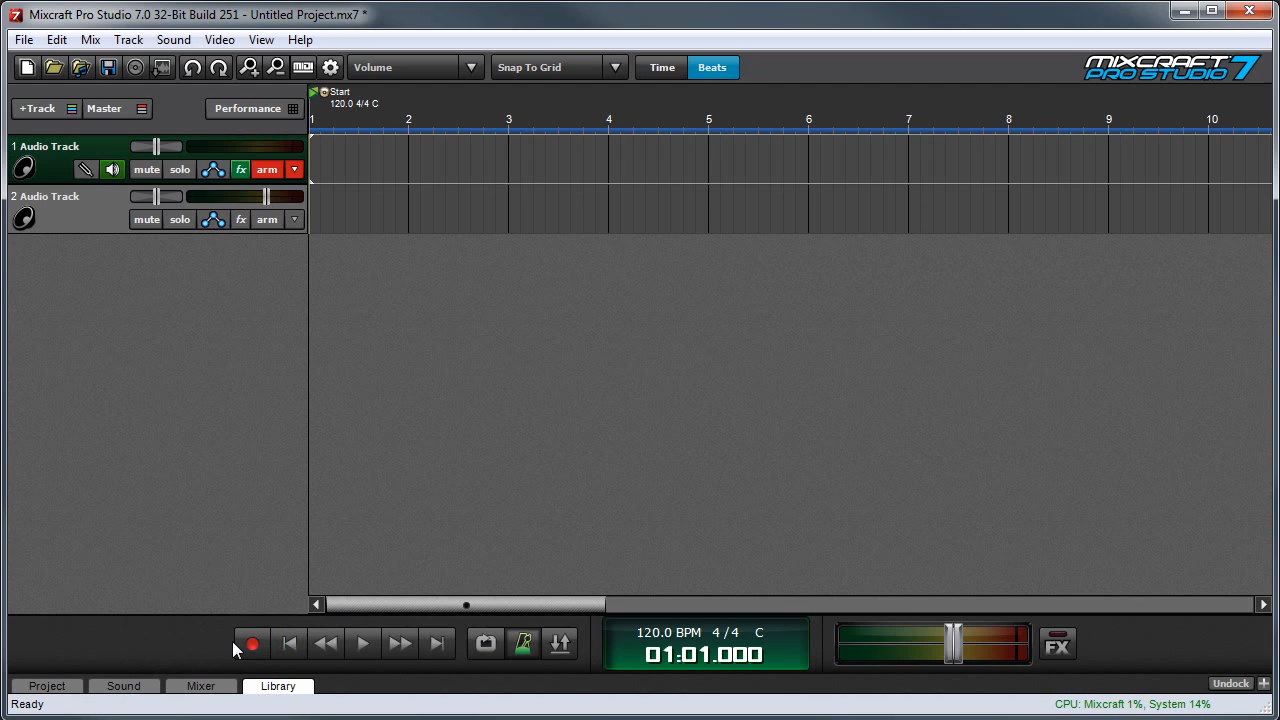 Mixcraft Pro Studio 7.0 32-Bit Build 251 - Untitled Project.mx7 *
File Edit Mix Track Sound Video View Help
Volume Snap To Grid Time Beats MIXCRAFT PRO STUDIO 7
+Track Master Performance
Start
120.0 4/4 C
1 2 3 4 5 6 7 8 9 10
1 Audio Track
mute solo fx arm
2 Audio Track
mute solo fx arm
120.0 BPM 4 / 4 C
01:01.000
FX
Project Sound Mixer Library Undock
Ready CPU: Mixcraft 1%, System 14%